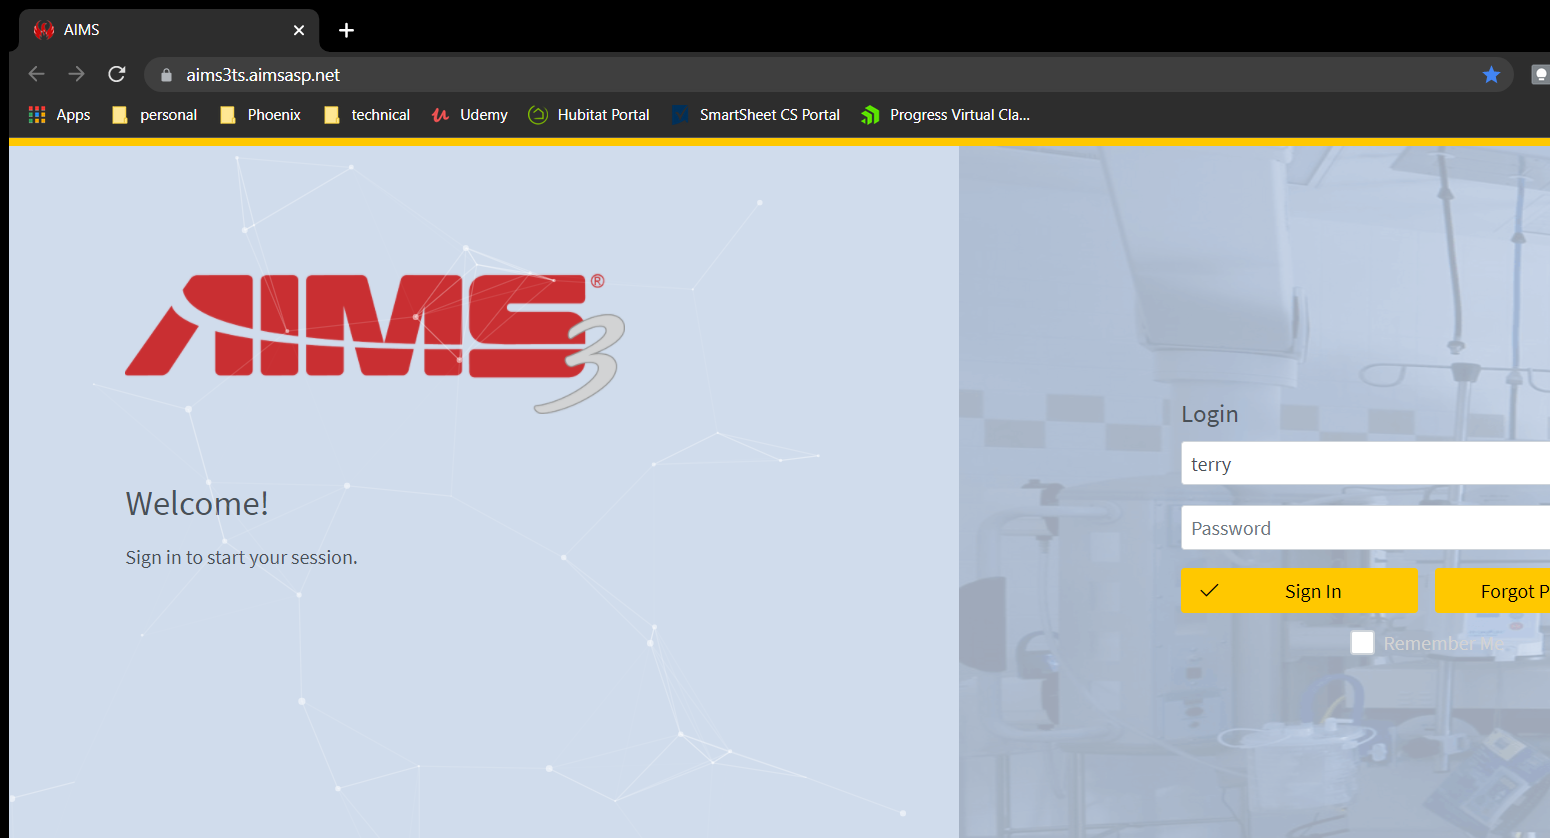 AIMS
aims3ts.aimsasp.net
Apps personal Phoenix technical Udemy Hubitat Portal SmartSheet CS Portal Progress Virtual Cla...
AIMS®3
Welcome!
Sign in to start your session.
Login
terry
Password
Sign In Forgot P
Remember Me